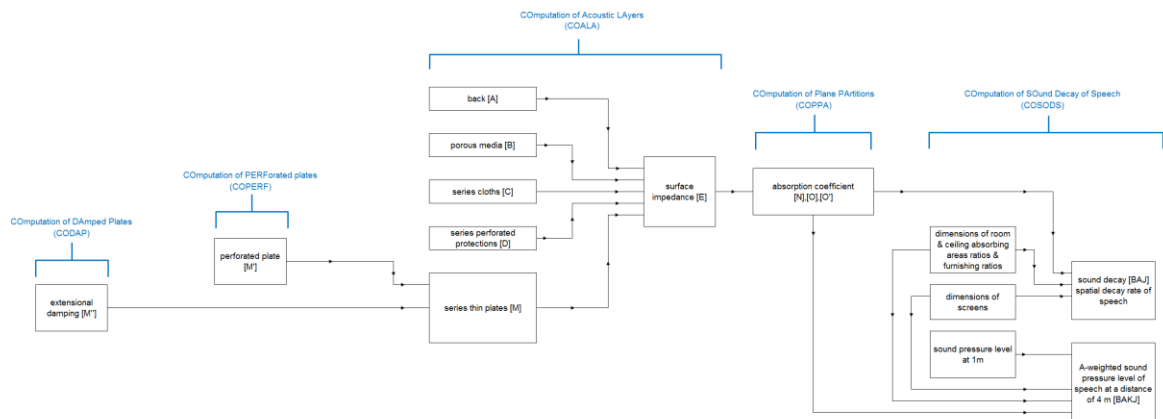 COmputation of Acoustic LAyers
(COALA)
back [A]
COmputation of Plane PArtitions
(COPPA)
COmputation of SOund Decay of Speech
(COSODS)
porous media [B]
COmputation of PERForated plates
(COPERF)
series cloths [C]
surface
impedance [E]
absorption coefficient
[N],[O],[O']
COmputation of DAmped Plates
(CODAP)
series perforated
protections [D]
perforated plate
[M']
dimensions of room
& ceiling absorbing
areas ratios &
furnishing ratios
sound decay [BAJ]
spatial decay rate of
speech
extensional
damping [M'']
series thin plates [M]
dimensions of
screens
sound pressure level
at 1m
A-weighted sound
pressure level of
speech at a distance
of 4 m [BAKJ]